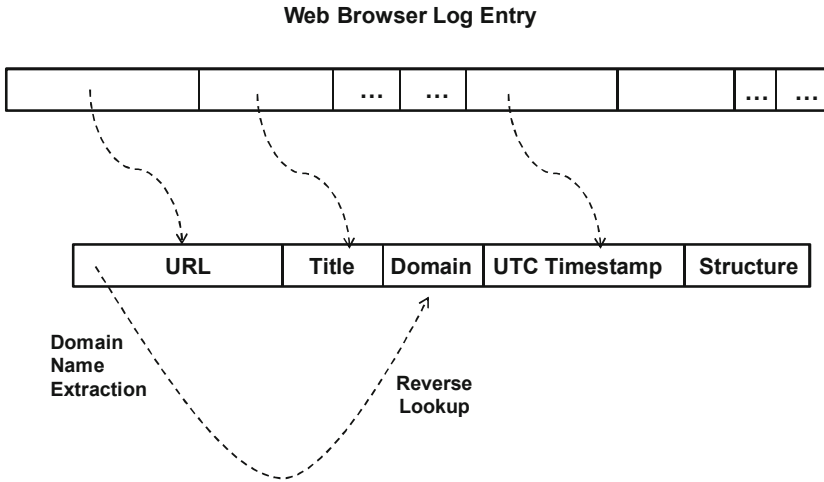 Web Browser Log Entry
... ... ... ...
URL Title Domain UTC Timestamp Structure
Domain
Name
Extraction
Reverse
Lookup